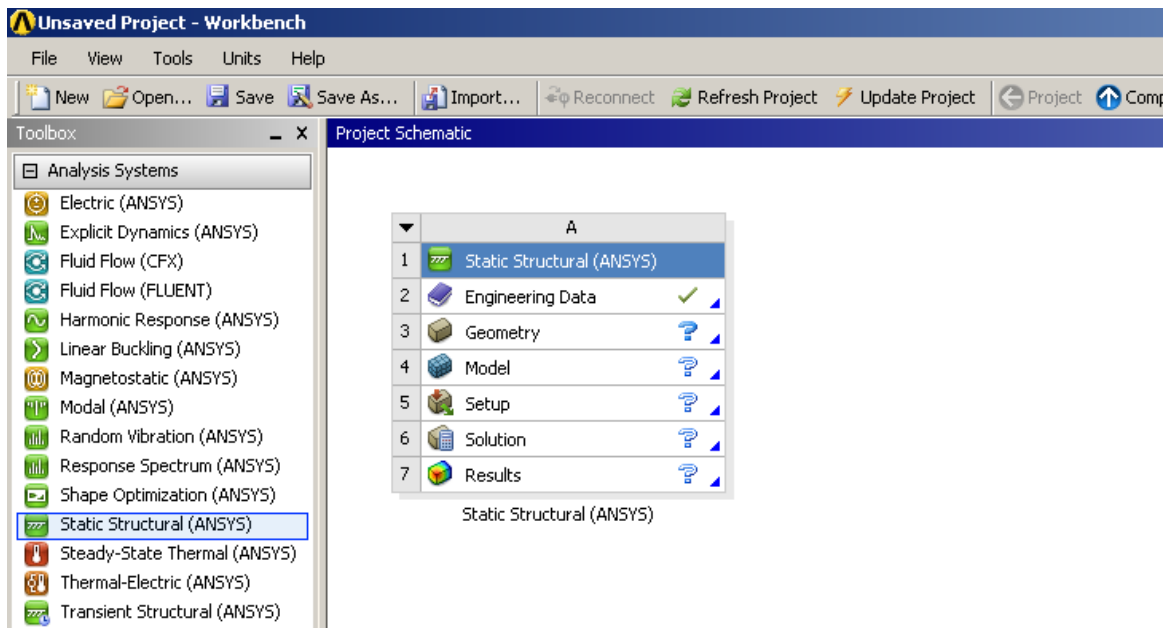 Unsaved Project - Workbench
File View Tools Units Help
New Open... Save Save As... Import... Reconnect Refresh Project Update Project Project Comp
Toolbox
Project Schematic
Analysis Systems
Electric (ANSYS)
Explicit Dynamics (ANSYS)
Fluid Flow (CFX)
Fluid Flow (FLUENT)
Harmonic Response (ANSYS)
Linear Buckling (ANSYS)
Magnetostatic (ANSYS)
Modal (ANSYS)
Random Vibration (ANSYS)
Response Spectrum (ANSYS)
Shape Optimization (ANSYS)
Static Structural (ANSYS)
Steady-State Thermal (ANSYS)
Thermal-Electric (ANSYS)
Transient Structural (ANSYS)
A
1 Static Structural (ANSYS)
2 Engineering Data
3 Geometry
4 Model
5 Setup
6 Solution
7 Results
Static Structural (ANSYS)